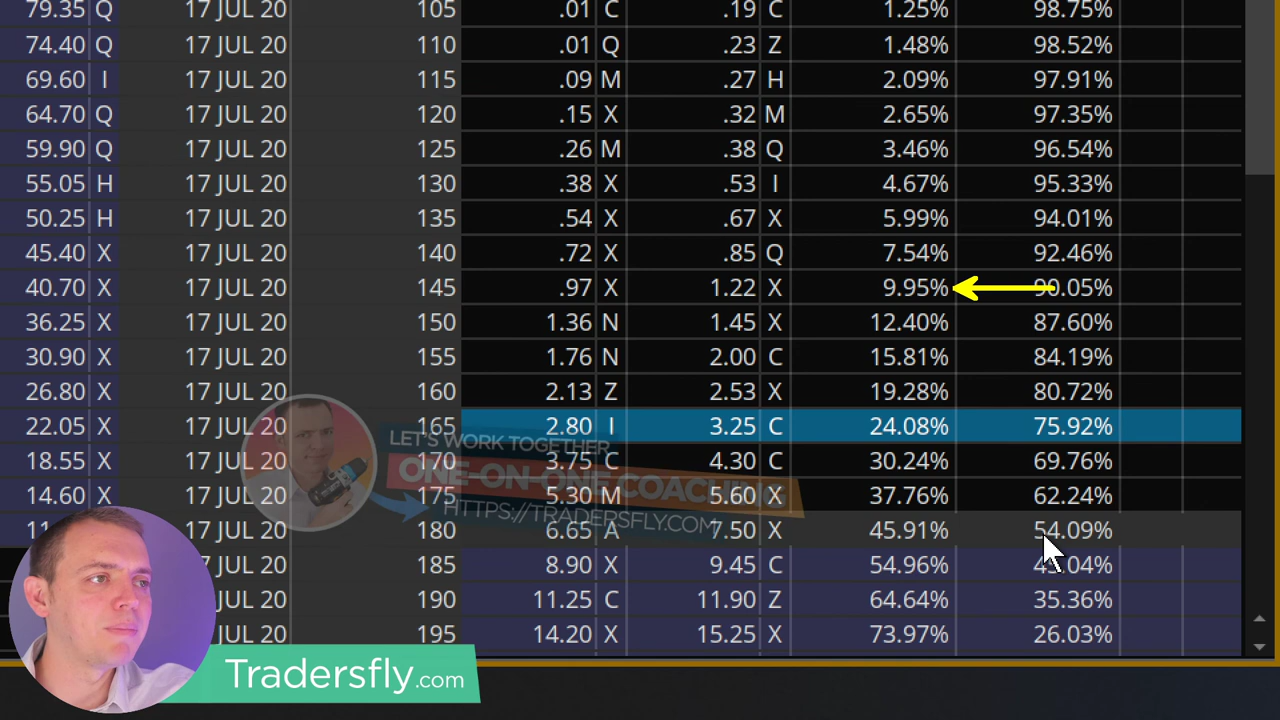 79.35 Q 17 JUL 20 105 .01 C .19 C 1.25% 98.75%
74.40 Q 17 JUL 20 110 .01 Q .23 Z 1.48% 98.52%
69.60 I 17 JUL 20 115 .09 M .27 H 2.09% 97.91%
64.70 Q 17 JUL 20 120 .15 X .32 M 2.65% 97.35%
59.90 Q 17 JUL 20 125 .26 M .38 Q 3.46% 96.54%
55.05 H 17 JUL 20 130 .38 X .53 I 4.67% 95.33%
50.25 H 17 JUL 20 135 .54 X .67 X 5.99% 94.01%
45.40 X 17 JUL 20 140 .72 X .85 Q 7.54% 92.46%
40.70 X 17 JUL 20 145 .97 X 1.22 X 9.95% 90.05%
36.25 X 17 JUL 20 150 1.36 N 1.45 X 12.40% 87.60%
30.90 X 17 JUL 20 155 1.76 N 2.00 C 15.81% 84.19%
26.80 X 17 JUL 20 160 2.13 Z 2.53 X 19.28% 80.72%
22.05 X 17 JUL 20 165 2.80 I 3.25 C 24.08% 75.92%
LET'S WORK TOGETHER
18.55 X 17 JUL 20 170 3.75 C 4.30 C 30.24% 69.76%
ONE-ON-ONE COACHING
14.60 X 17 JUL 20 175 5.30 M 5.60 X 37.76% 62.24%
HTTPS://TRADERSFLY.COM
17 JUL 20 180 6.65 A 7.50 X 45.91% 54.09%
JUL 20 185 8.90 X 9.45 C 54.96%
JUL 20 190 11.25 C 11.90 Z 64.64% 35.36%
JUL 20 195 14.20 X 15.25 X 73.97% 26.03%
Tradersfly.com